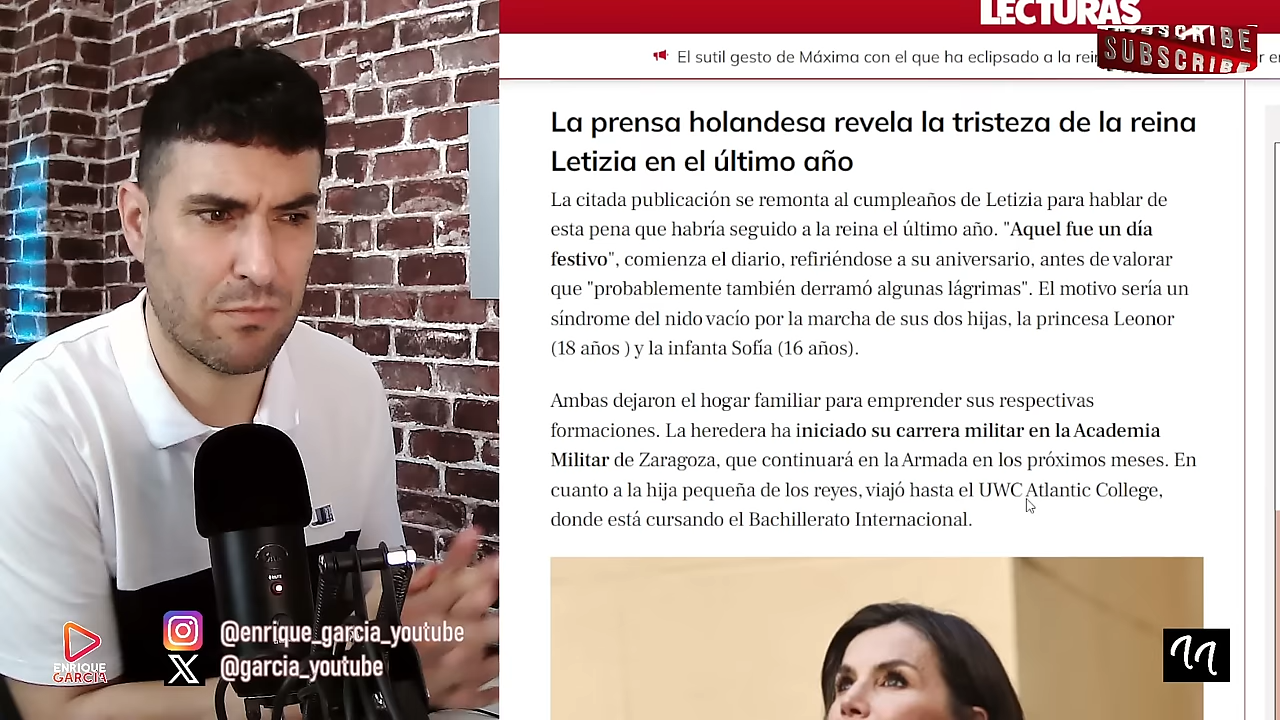 LECTURAS
El sutil gesto de Máxima con el que ha eclipsado a la rei
SUBSCRIBE
SUBSCRIBE
La prensa holandesa revela la tristeza de la reina
Letizia en el último año
La citada publicación se remonta al cumpleaños de Letizia para hablar de
esta pena que habría seguido a la reina el último año. "Aquel fue un día
festivo", comienza el diario, refiriéndose a su aniversario, antes de valorar
que "probablemente también derramó algunas lágrimas". El motivo sería un
síndrome del nido vacío por la marcha de sus dos hijas, la princesa Leonor
(18 años ) y la infanta Sofía (16 años).
Ambas dejaron el hogar familiar para emprender sus respectivas
formaciones. La heredera ha iniciado su carrera militar en la Academia
Militar de Zaragoza, que continuará en la Armada en los próximos meses. En
cuanto a la hija pequeña de los reyes, viajó hasta el UWC Atlantic College,
donde está cursando el Bachillerato Internacional.
ENRIQUE
GARCIA
@enrique_garcia_youtube
@garcia_youtube